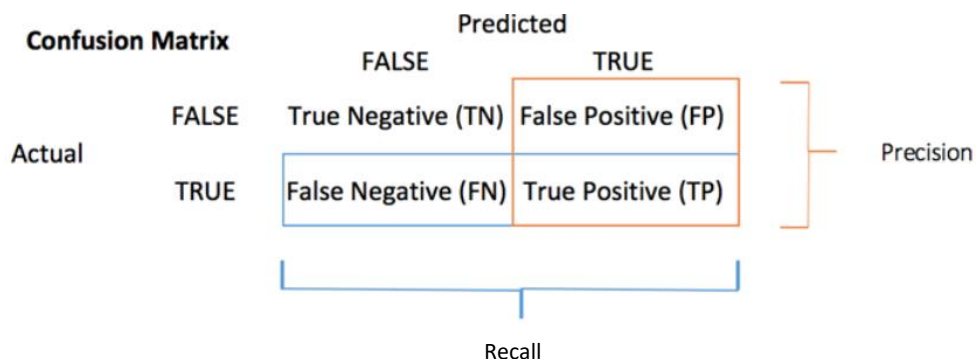 Confusion Matrix
Predicted
FALSE TRUE
FALSE True Negative (TN) False Positive (FP)
Actual
Precision
TRUE False Negative (FN) True Positive (TP)
Recall